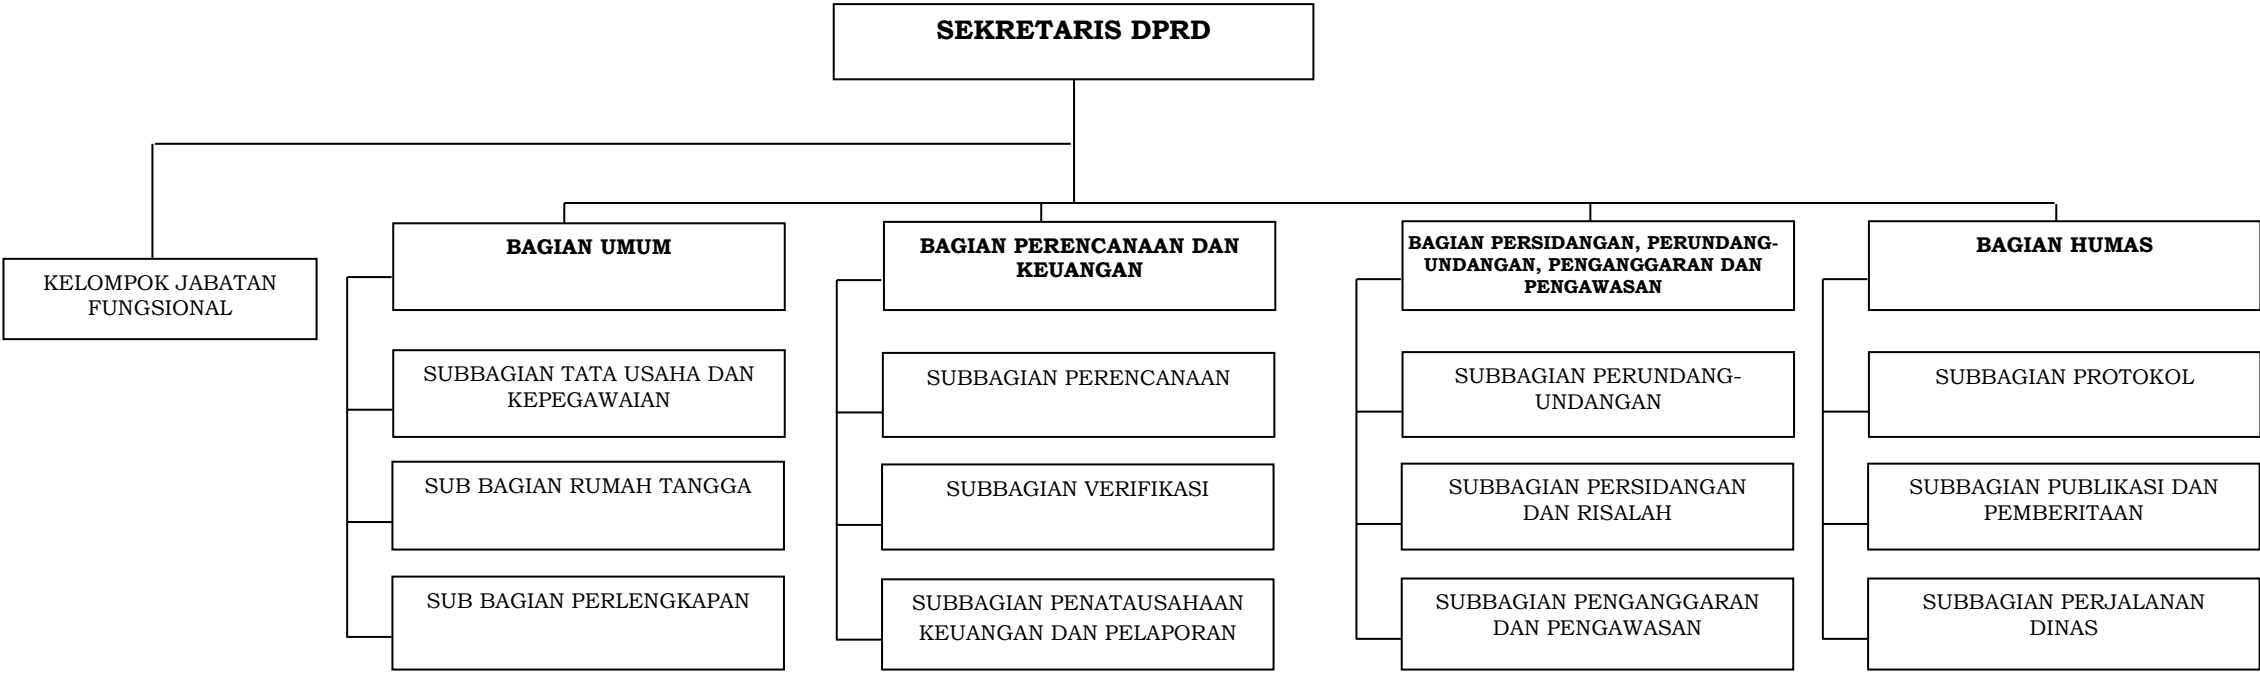 SEKRETARIS DPRD
KELOMPOK JABATAN
FUNGSIONAL
BAGIAN UMUM
SUBBAGIAN TATA USAHA DAN
KEPEGAWAIAN
SUB BAGIAN RUMAH TANGGA
SUB BAGIAN PERLENGKAPAN
BAGIAN PERENCANAAN DAN
KEUANGAN
SUBBAGIAN PERENCANAAN
SUBBAGIAN VERIFIKASI
SUBBAGIAN PENATAUSAHAAN
KEUANGAN DAN PELAPORAN
BAGIAN PERSIDANGAN, PERUNDANG-
UNDANGAN, PENGANGGARAN DAN
PENGAWASAN
SUBBAGIAN PERUNDANG-
UNDANGAN
SUBBAGIAN PERSIDANGAN
DAN RISALAH
SUBBAGIAN PENGANGGARAN
DAN PENGAWASAN
BAGIAN HUMAS
SUBBAGIAN PROTOKOL
SUBBAGIAN PUBLIKASI DAN
PEMBERITAAN
SUBBAGIAN PERJALANAN
DINAS